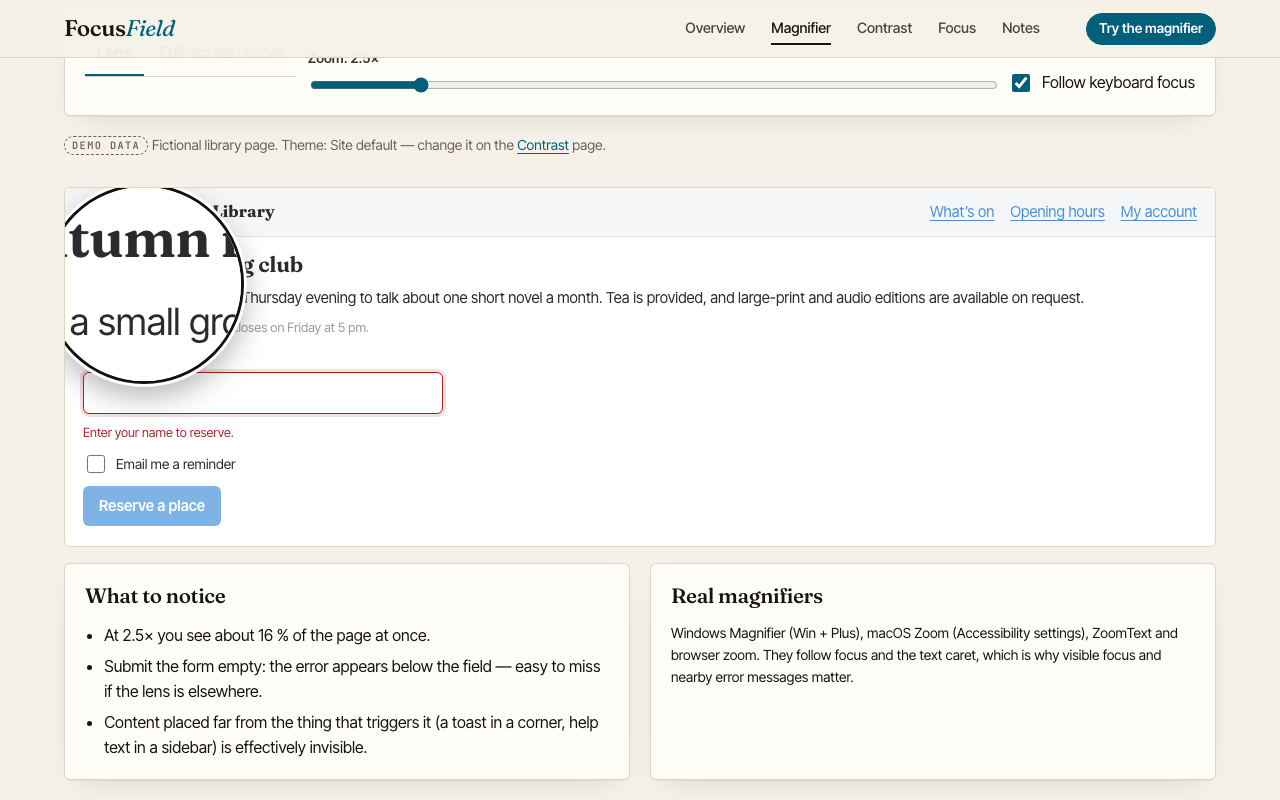 FocusField
Overview Magnifier Contrast Focus Notes Try the magnifier
Lens Full-screen zoom
Zoom: 2.5×
Follow keyboard focus
DEMO DATA Fictional library page. Theme: Site default — change it on the Contrast page.
Library What's on Opening hours My account
tumn
club
Thursday evening to talk about one short novel a month. Tea is provided, and large-print and audio editions are available on request.
a small
closes on Friday at 5 pm.
Enter your name to reserve.
Email me a reminder
Reserve a place
What to notice
• At 2.5× you see about 16 % of the page at once.
• Submit the form empty: the error appears below the field — easy to miss
if the lens is elsewhere.
• Content placed far from the thing that triggers it (a toast in a corner, help
text in a sidebar) is effectively invisible.
Real magnifiers
Windows Magnifier (Win + Plus), macOS Zoom (Accessibility settings), ZoomText and
browser zoom. They follow focus and the text caret, which is why visible focus and
nearby error messages matter.